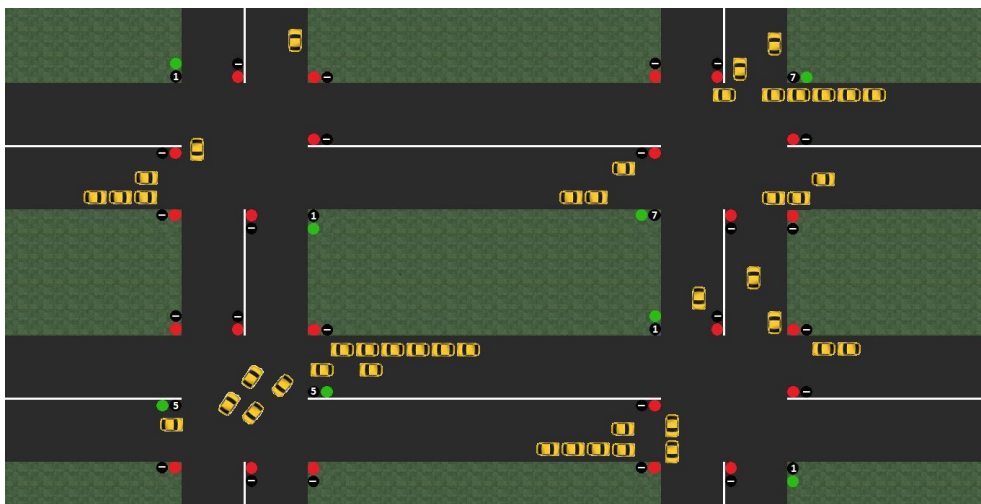 – – –
1 – 7
– –
– –
– 1 7
– – –
– – –
– 1 –
5 –
5 –
– – 1
– – –